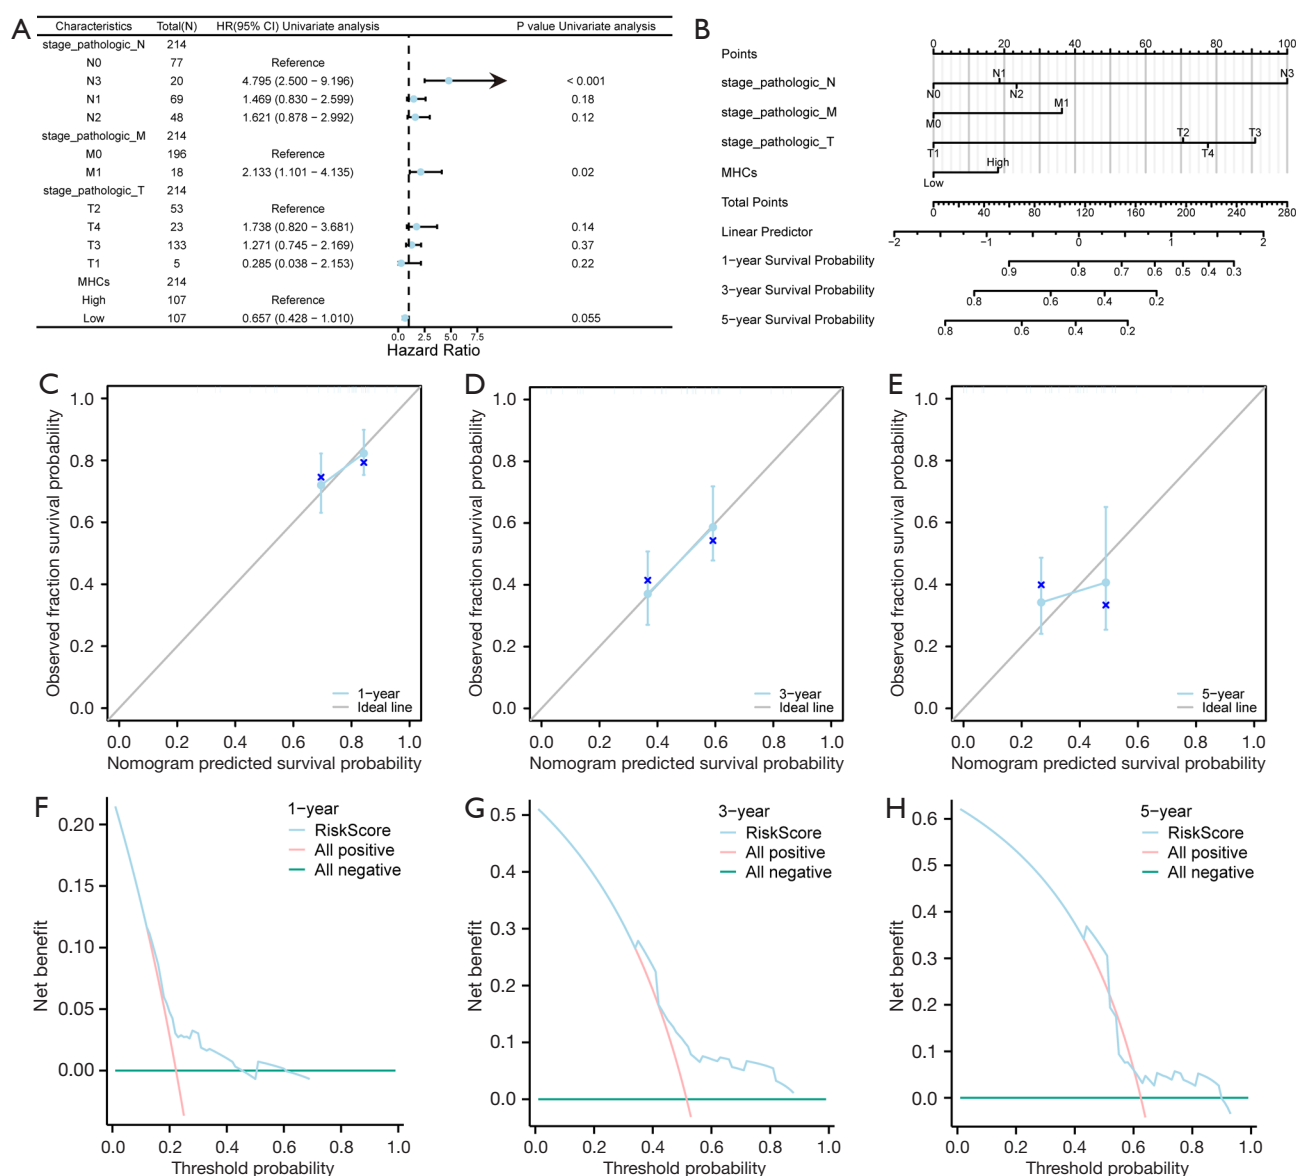 A
Characteristics Total(N) HR(95% CI) Univariate analysis P value Univariate analysis
stage_pathologic_N 214
N0 77 Reference
N3 20 4.795 (2.500 − 9.196) < 0.001
N1 69 1.469 (0.830 − 2.599) 0.18
N2 48 1.621 (0.878 − 2.992) 0.12
stage_pathologic_M 214
M0 196 Reference
M1 18 2.133 (1.101 − 4.135) 0.02
stage_pathologic_T 214
T2 53 Reference
T4 23 1.738 (0.820 − 3.681) 0.14
T3 133 1.271 (0.745 − 2.169) 0.37
T1 5 0.285 (0.038 − 2.153) 0.22
MHCs 214
High 107 Reference
Low 107 0.657 (0.428 − 1.010) 0.055
0.0 2.5 5.0 7.5
Hazard Ratio
B
0 20 40 60 80 100
Points
N1 N3
stage_pathologic_N
N0 N2
M1
stage_pathologic_M
M0
T2 T3
stage_pathologic_T
T1 T4
High
MHCs
Low
Total Points
0 40 80 120 160 200 240 280
Linear Predictor
−2 −1 0 1 2
1−year Survival Probability
0.9 0.8 0.7 0.6 0.5 0.4 0.3
3−year Survival Probability
0.8 0.6 0.4 0.2
5−year Survival Probability
0.8 0.6 0.4 0.2
C
Observed fraction survival probability
1.0
0.8
0.6
0.4
0.2
0.0
1−year
Ideal line
0.0 0.2 0.4 0.6 0.8 1.0
Nomogram predicted survival probability
D
Observed fraction survival probability
1.0
0.8
0.6
0.4
0.2
0.0
3−year
Ideal line
0.0 0.2 0.4 0.6 0.8 1.0
Nomogram predicted survival probability
E
Observed fraction survival probability
1.0
0.8
0.6
0.4
0.2
0.0
5−year
Ideal line
0.0 0.2 0.4 0.6 0.8 1.0
Nomogram predicted survival probability
F
Net benefit
0.20
0.15
0.10
0.05
0.00
1−year
RiskScore
All positive
All negative
0.0 0.2 0.4 0.6 0.8 1.0
Threshold probability
G
Net benefit
0.5
0.4
0.3
0.2
0.1
0.0
3−year
RiskScore
All positive
All negative
0.0 0.2 0.4 0.6 0.8 1.0
Threshold probability
H
Net benefit
0.6
0.5
0.4
0.3
0.2
0.1
0.0
5−year
RiskScore
All positive
All negative
0.0 0.2 0.4 0.6 0.8 1.0
Threshold probability